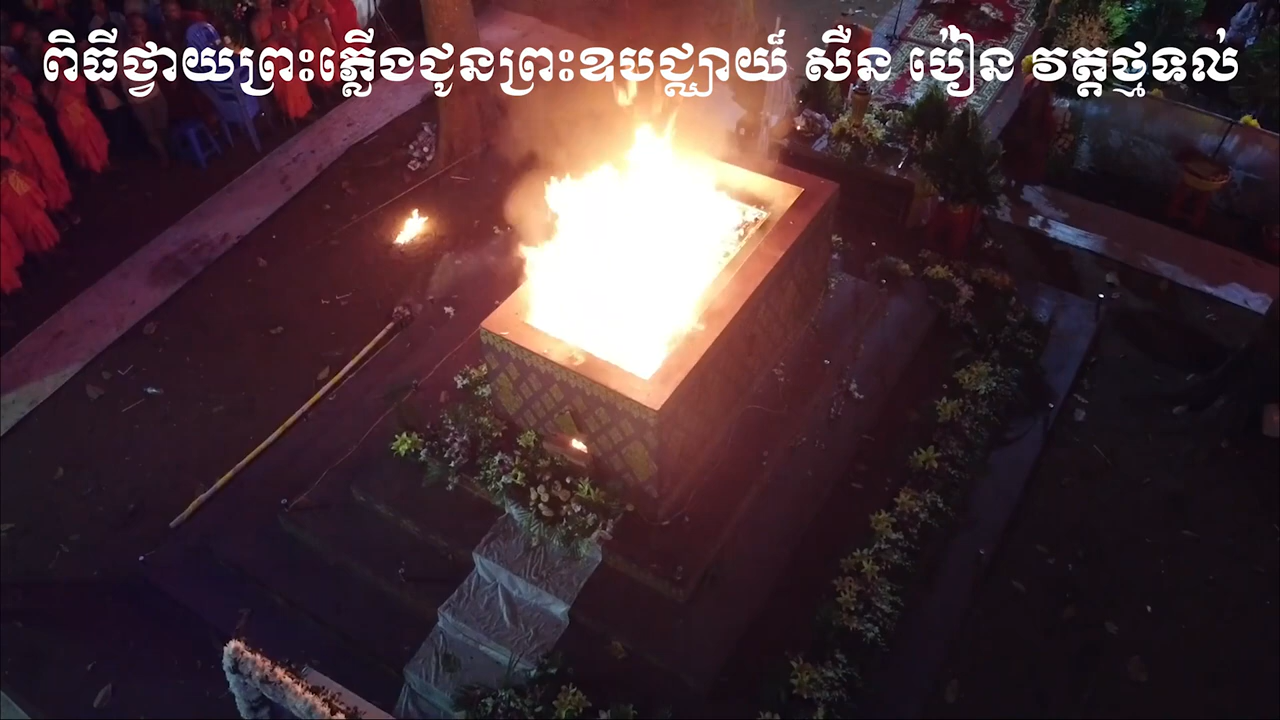 ពិធីថ្វាយព្រះភ្លើងជូនព្រះឧបជ្ឈាយ៍ សឺន ប៉ៀន វត្តថ្មទល់